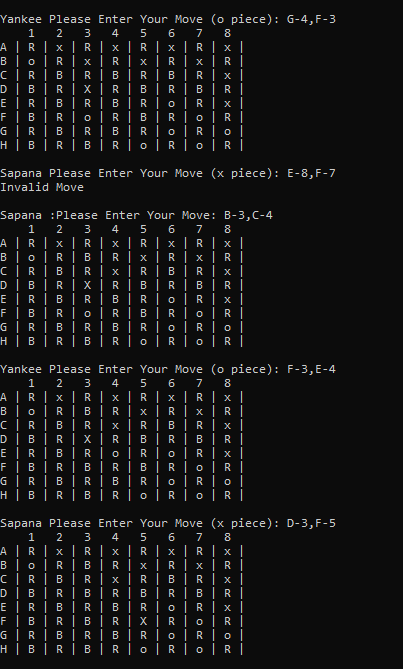 Yankee Please Enter Your Move (o piece): G-4,F-3
1 2 3 4 5 6 7 8
A | R | x | R | x | R | x | R | x |
B | o | R | x | R | x | R | x | R |
C | R | B | R | B | R | B | R | B |
D | B | R | X | R | B | R | B | R |
E | R | B | R | B | R | o | R | x |
F | B | R | o | R | B | R | o | R |
G | R | B | R | B | R | o | R | o |
H | B | R | B | R | o | R | o | R |
Sapana Please Enter Your Move (x piece): E-8,F-7
Invalid Move
Sapana :Please Enter Your Move: B-3,C-4
1 2 3 4 5 6 7 8
A | R | x | R | x | R | x | R | x |
B | o | R | B | R | x | R | x | R |
C | R | B | R | x | R | B | R | B |
D | B | R | X | R | B | R | B | R |
E | R | B | R | B | R | o | R | x |
F | B | R | o | R | B | R | o | R |
G | R | B | R | B | R | o | R | o |
H | B | R | B | R | o | R | o | R |
Yankee Please Enter Your Move (o piece): F-3,E-4
1 2 3 4 5 6 7 8
A | R | x | R | x | R | x | R | x |
B | o | R | B | R | x | R | x | R |
C | R | B | R | x | R | B | R | B |
D | B | R | X | R | B | R | B | R |
E | R | B | R | o | R | o | R | x |
F | B | R | B | R | B | R | o | R |
G | R | B | R | B | R | o | R | o |
H | B | R | B | R | o | R | o | R |
Sapana Please Enter Your Move (x piece): D-3,F-5
1 2 3 4 5 6 7 8
A | R | x | R | x | R | x | R | x |
B | o | R | B | R | x | R | x | R |
C | R | B | R | x | R | B | R | B |
D | B | R | B | R | B | R | B | R |
E | R | B | R | B | R | o | R | x |
F | B | R | B | R | X | R | o | R |
G | R | B | R | B | R | o | R | o |
H | B | R | B | R | o | R | o | R |